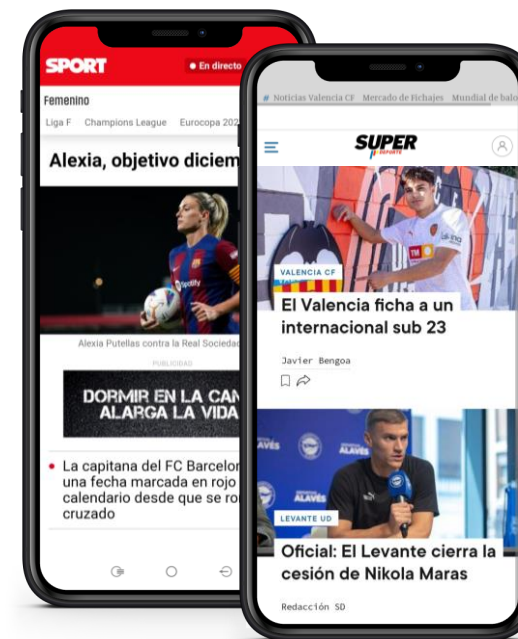 SPORT
En directo
Femenino
Liga F Champions League Eurocopa 202
Alexia, objetivo diciem
Spotify
Alexia Putellas contra la Real Sociedad
PUBLICIDAD
DORMIR EN LA CAM
ALARGA LA VIDA
La capitana del FC Barcelon
una fecha marcada en rojo
calendario desde que se ro
cruzado
# Noticias Valencia CF Mercado de Fichajes Mundial de balo
SUPER
DEPORTE
TM
VALENCIA CF
El Valencia ficha a un
internacional sub 23
Javier Bengoa
ALAVÉS
ALAVÉS
LEVANTE UD
Oficial: El Levante cierra la
cesión de Nikola Maras
Redacción SD